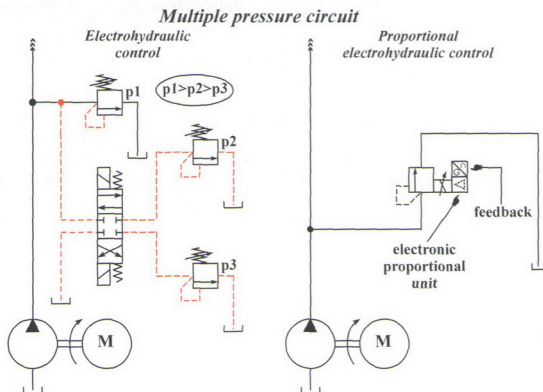 Multiple pressure circuit
Electrohydraulic
control
Proportional
electrohydraulic control
p1
p1>p2>p3
p2
feedback
electronic
proportional
unit
p3
M
M